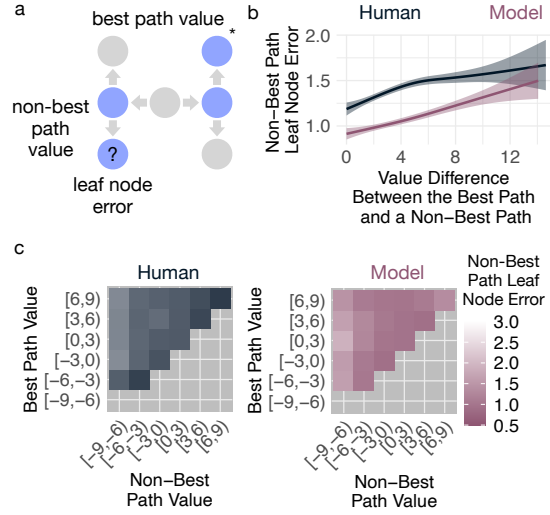 a
best path value
*
non-best
path
value
?
leaf node
error
b
Human Model
Non−Best Path
Leaf Node Error
2.0
1.5
1.0
0 4 8 12
Value Difference
Between the Best Path
and a Non−Best Path
c
Human
Best Path Value
[6,9)
[3,6)
[0,3)
[−3,0)
[−6,−3)
[−9,−6)
[−9,−6)
[−6,−3)
[−3,0)
[0,3)
[3,6)
[6,9)
Non−Best
Path Value
Model
Best Path Value
[6,9)
[3,6)
[0,3)
[−3,0)
[−6,−3)
[−9,−6)
[−9,−6)
[−6,−3)
[−3,0)
[0,3)
[3,6)
[6,9)
Non−Best
Path Value
Non−Best
Path Leaf
Node Error
3.0
2.5
2.0
1.5
1.0
0.5